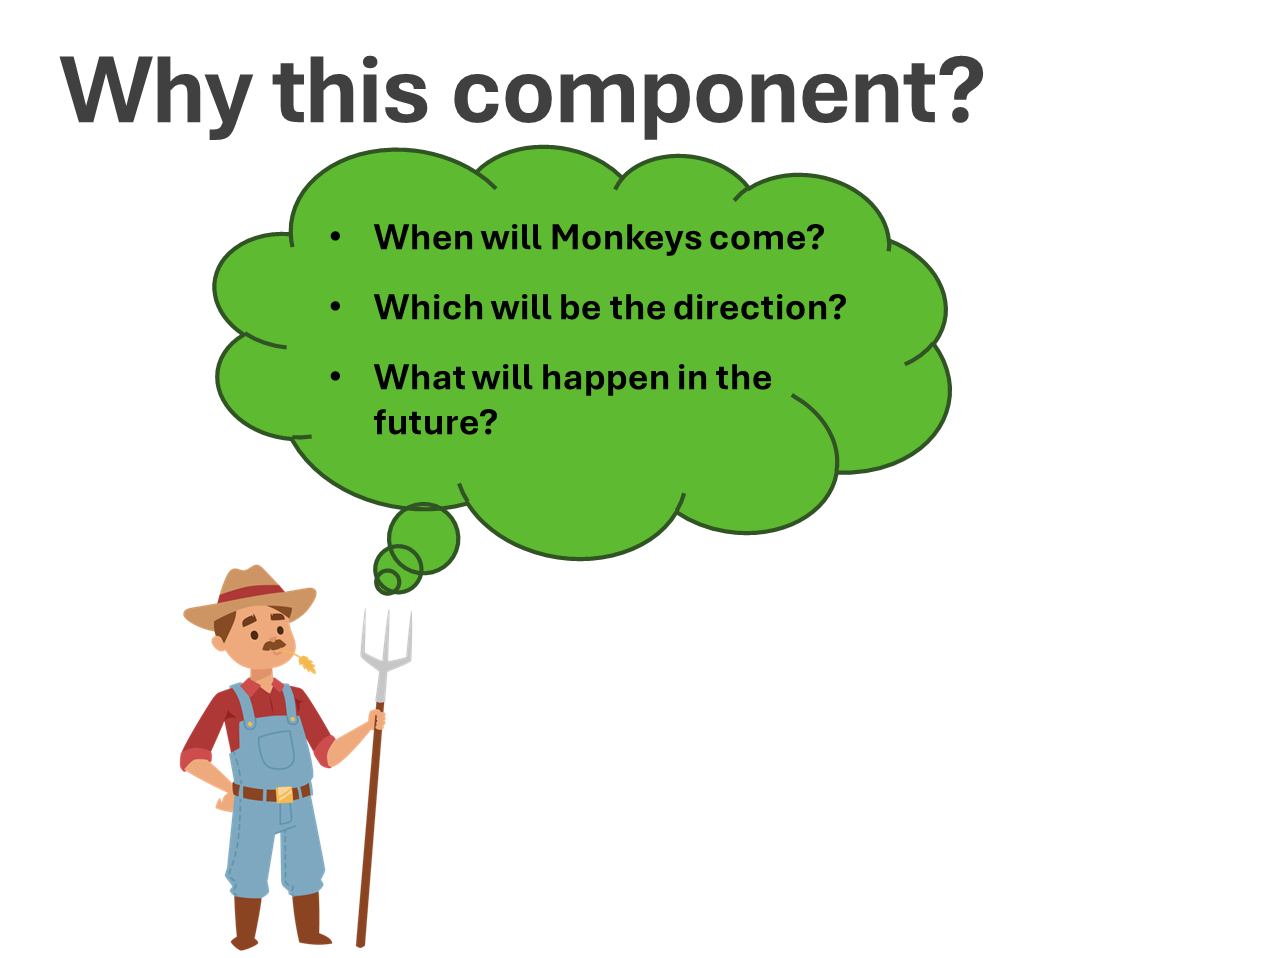 Why this component?
• When will Monkeys come?
• Which will be the direction?
• What will happen in the
future?